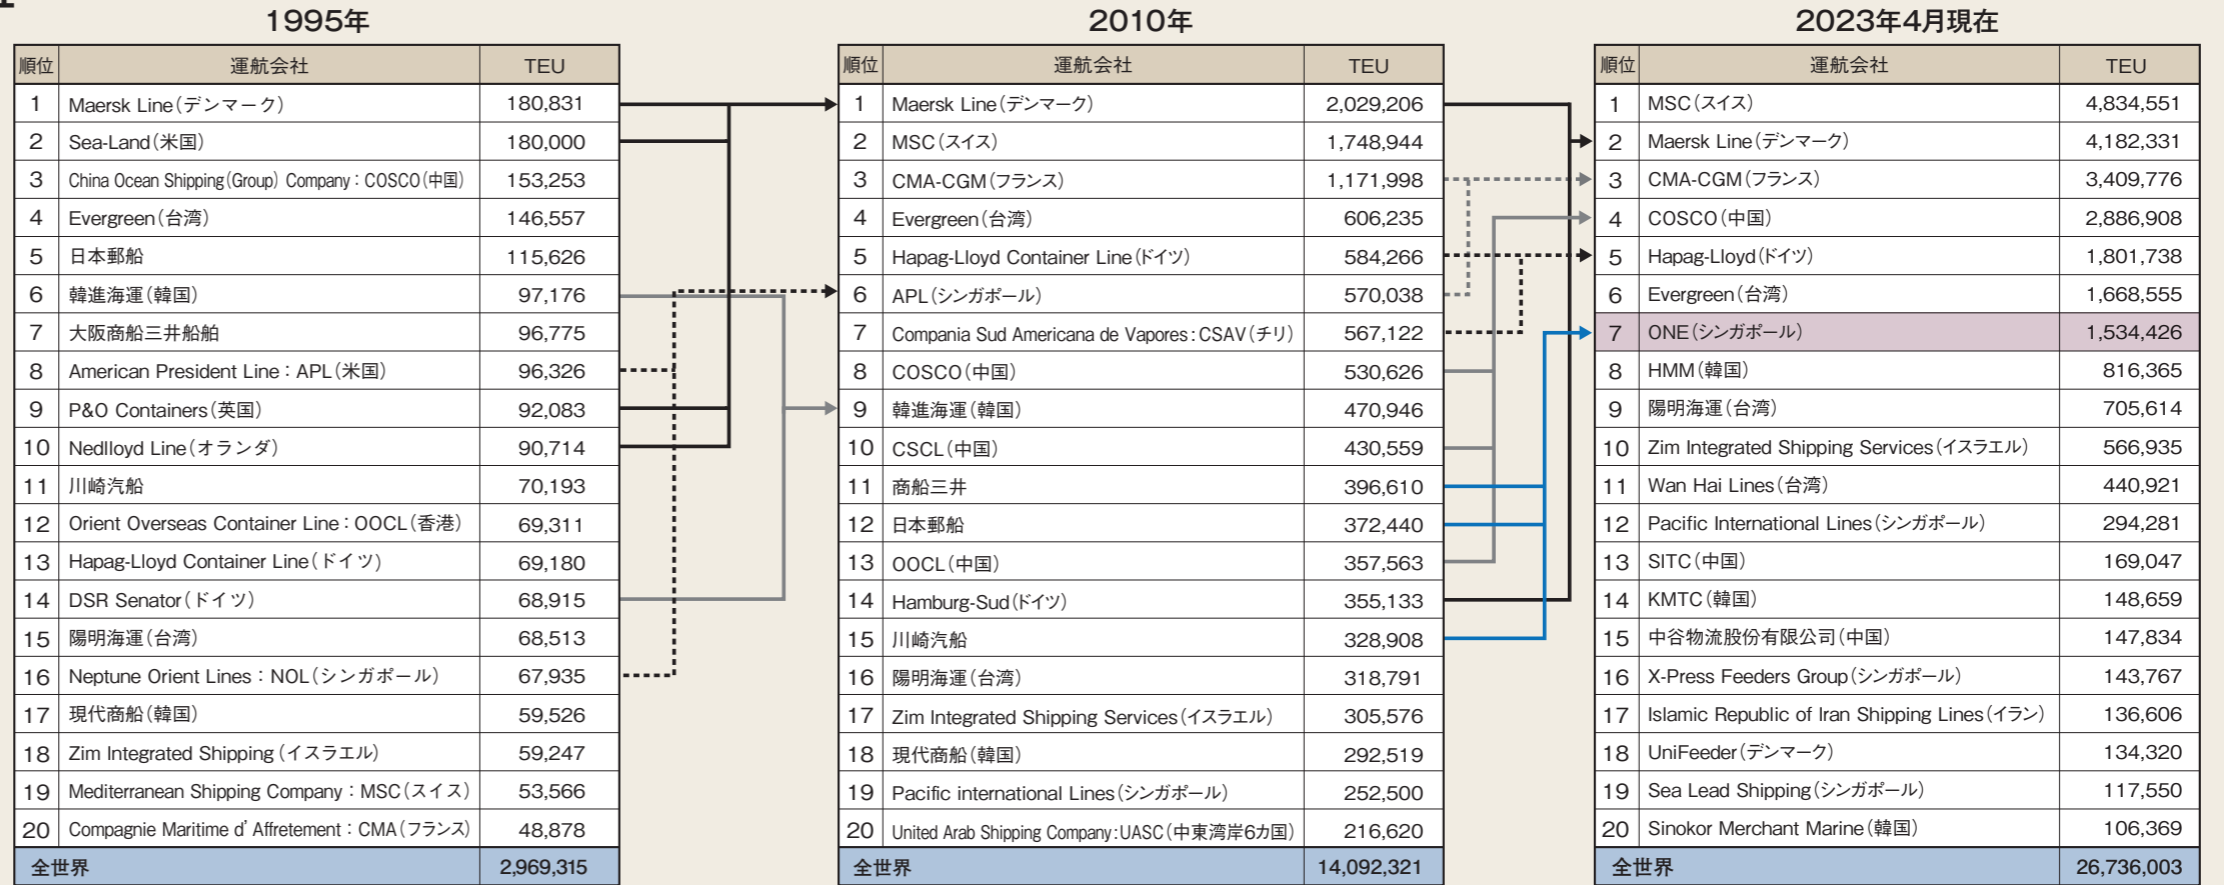 1995年
順位 運航会社 TEU
1 Maersk Line(デンマーク) 180,831
2 Sea-Land(米国) 180,000
3 China Ocean Shipping(Group) Company:COSCO(中国) 153,253
4 Evergreen(台湾) 146,557
5 日本郵船 115,626
6 韓進海運(韓国) 97,176
7 大阪商船三井船舶 96,775
8 American President Line:APL(米国) 96,326
9 P&O Containers(英国) 92,083
10 Nedlloyd Line(オランダ) 90,714
11 川崎汽船 70,193
12 Orient Overseas Container Line:OOCL(香港) 69,311
13 Hapag-Lloyd Container Line(ドイツ) 69,180
14 DSR Senator(ドイツ) 68,915
15 陽明海運(台湾) 68,513
16 Neptune Orient Lines:NOL(シンガポール) 67,935
17 現代商船(韓国) 59,526
18 Zim Integrated Shipping(イスラエル) 59,247
19 Mediterranean Shipping Company:MSC(スイス) 53,566
20 Compagnie Maritime d' Affretement:CMA(フランス) 48,878
全世界 2,969,315
2010年
順位 運航会社 TEU
1 Maersk Line(デンマーク) 2,029,206
2 MSC(スイス) 1,748,944
3 CMA-CGM(フランス) 1,171,998
4 Evergreen(台湾) 606,235
5 Hapag-Lloyd Container Line(ドイツ) 584,266
6 APL(シンガポール) 570,038
7 Compania Sud Americana de Vapores:CSAV(チリ) 567,122
8 COSCO(中国) 530,626
9 韓進海運(韓国) 470,946
10 CSCL(中国) 430,559
11 商船三井 396,610
12 日本郵船 372,440
13 OOCL(中国) 357,563
14 Hamburg-Sud(ドイツ) 355,133
15 川崎汽船 328,908
16 陽明海運(台湾) 318,791
17 Zim Integrated Shipping Services(イスラエル) 305,576
18 現代商船(韓国) 292,519
19 Pacific international Lines(シンガポール) 252,500
20 United Arab Shipping Company:UASC(中東湾岸6カ国) 216,620
全世界 14,092,321
2023年4月現在
順位 運航会社 TEU
1 MSC(スイス) 4,834,551
2 Maersk Line(デンマーク) 4,182,331
3 CMA-CGM(フランス) 3,409,776
4 COSCO(中国) 2,886,908
5 Hapag-Lloyd(ドイツ) 1,801,738
6 Evergreen(台湾) 1,668,555
7 ONE(シンガポール) 1,534,426
8 HMM(韓国) 816,365
9 陽明海運(台湾) 705,614
10 Zim Integrated Shipping Services(イスラエル) 566,935
11 Wan Hai Lines(台湾) 440,921
12 Pacific International Lines(シンガポール) 294,281
13 SITC(中国) 169,047
14 KMTC(韓国) 148,659
15 中谷物流股份有限公司(中国) 147,834
16 X-Press Feeders Group(シンガポール) 143,767
17 Islamic Republic of Iran Shipping Lines(イラン) 136,606
18 UniFeeder(デンマーク) 134,320
19 Sea Lead Shipping(シンガポール) 117,550
20 Sinokor Merchant Marine(韓国) 106,369
全世界 26,736,003